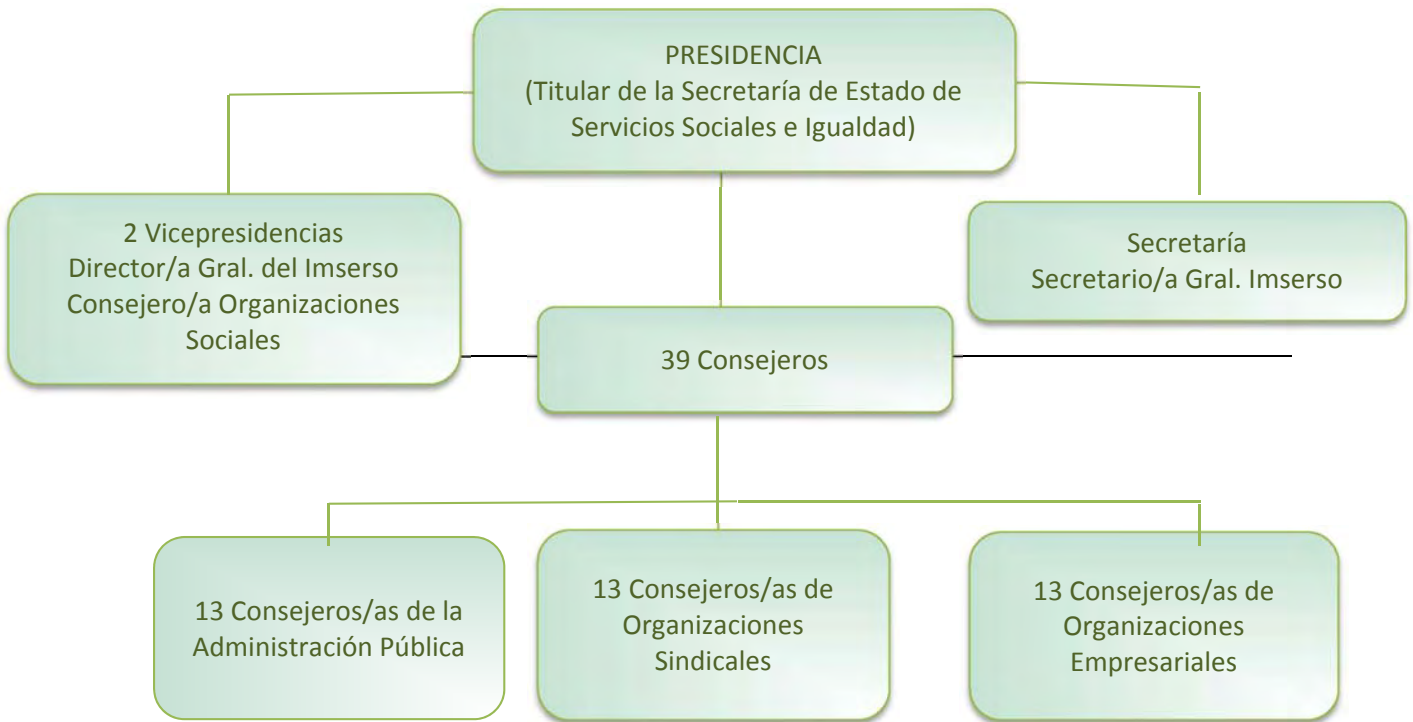 PRESIDENCIA
(Titular de la Secretaría de Estado de
Servicios Sociales e Igualdad)
2 Vicepresidencias
Director/a Gral. del Imserso
Consejero/a Organizaciones
Sociales
Secretaría
Secretario/a Gral. Imserso
39 Consejeros
13 Consejeros/as de la
Administración Pública
13 Consejeros/as de
Organizaciones
Sindicales
13 Consejeros/as de
Organizaciones
Empresariales